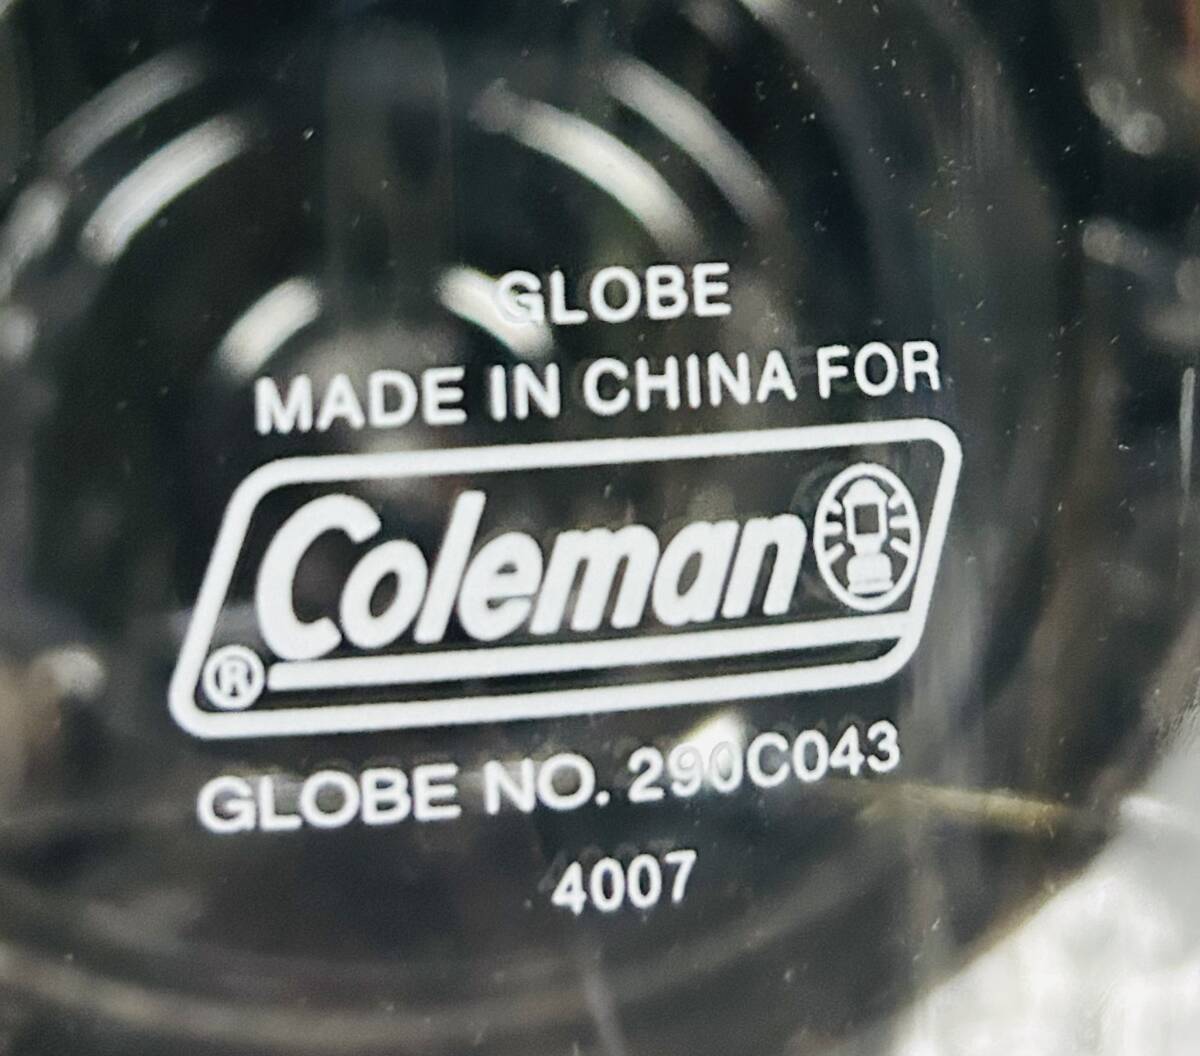 GLOBE
MADE IN CHINA FOR
Coleman
®
GLOBE NO. 290C043
4007